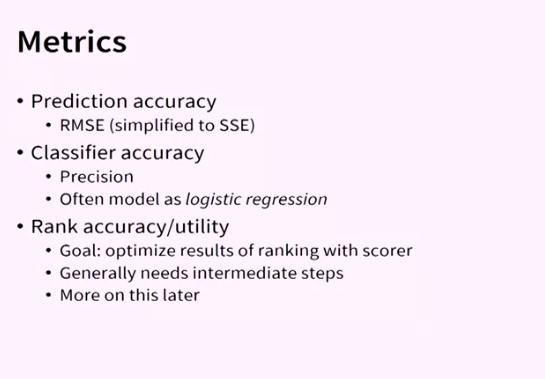 Metrics
• Prediction accuracy
• RMSE (simplified to SSE)
• Classifier accuracy
• Precision
• Often model as logistic regression
• Rank accuracy/utility
• Goal: optimize results of ranking with scorer
• Generally needs intermediate steps
• More on this later